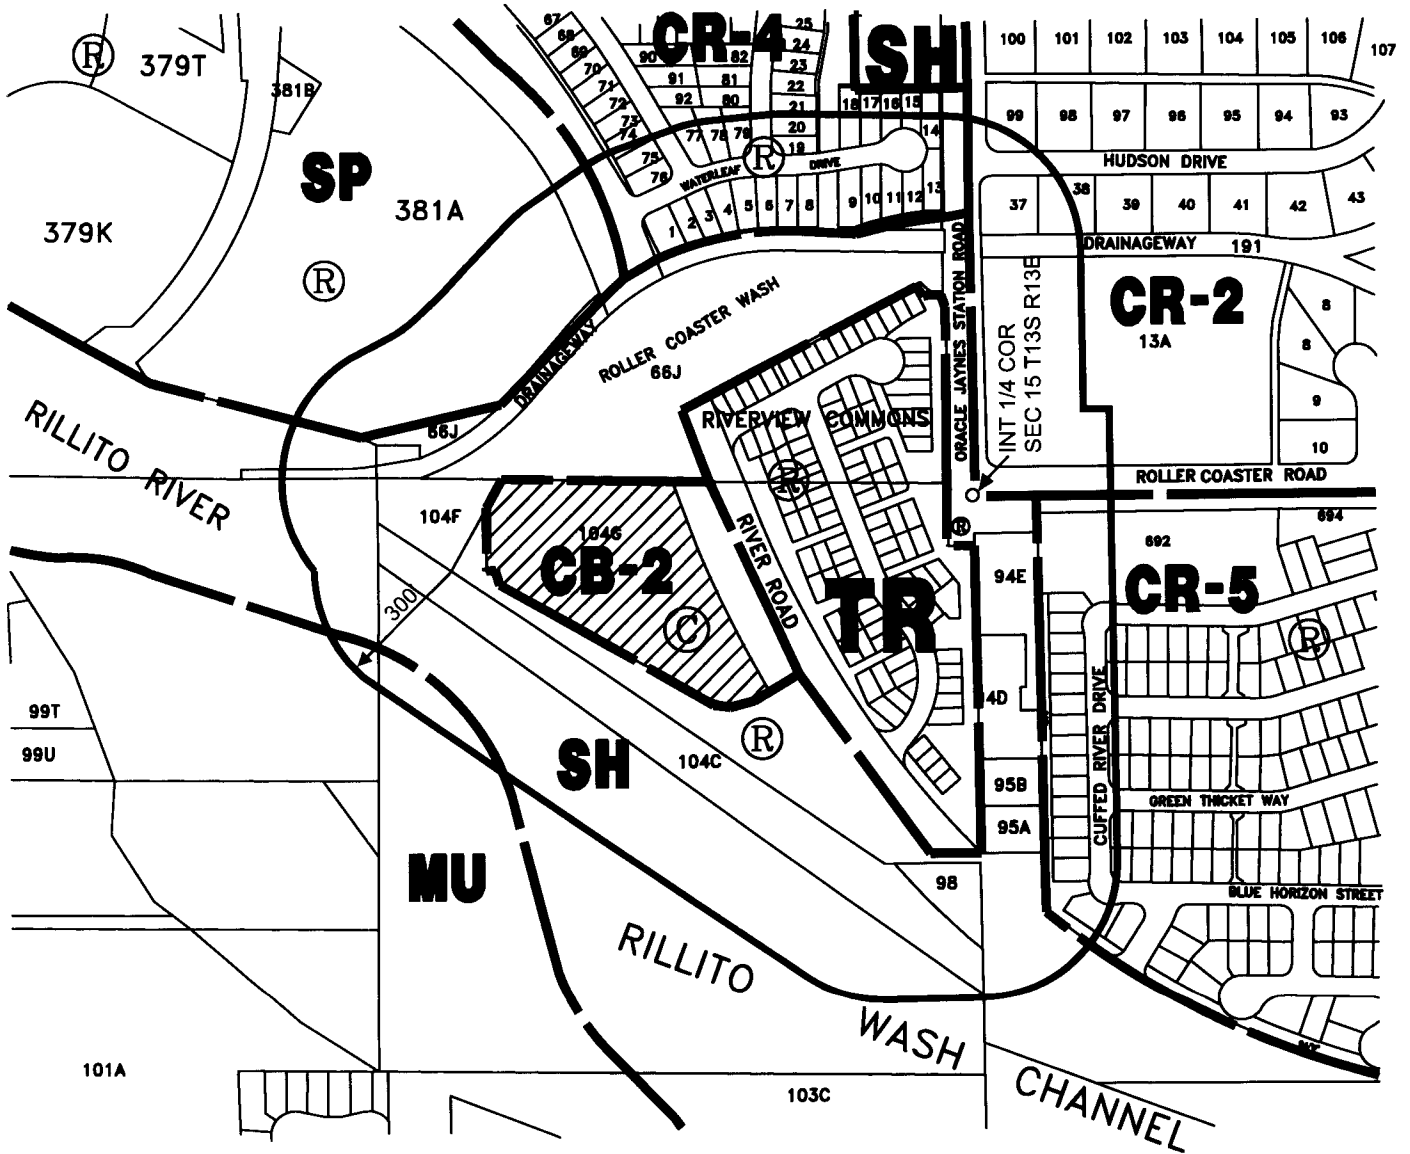 67
68
69
70
71
72
73
74
75
76
CR-4
90
82
91
81
92
80
77
78
79
25
24
23
22
21
20
19
SH
18 17 16 15
14
100 101 102 103 104 105 106 107
99 98 97 96 95 94 93
HUDSON DRIVE
37 38 39 40 41 42 43
DRAINAGEWAY 191
R
379T
381B
SP
381A
379K
R
R
WATERLEAF DRIVE
1 2 3 4 5 6 7 8 9 10 11 12 13
ORACLE JAYNES STATION ROAD
INT 1/4 COR
SEC 15 T13S R13E
CR-2
13A
8
8
9
10
ROLLER COASTER WASH
66J
DRAINAGEWAY
66J
RIVERVIEW COMMONS
R
RILLITO RIVER
ROLLER COASTER ROAD
104F
104G
CB-2
C
300'
RIVER ROAD
TR
R
94E
692
694
CR-5
R
4D
95B
95A
CUFFED RIVER DRIVE
GREEN THICKET WAY
BLUE HORIZON STREET
99T
99U
SH
104C
R
98
MU
RILLITO
WASH
CHANNEL
101A
103C